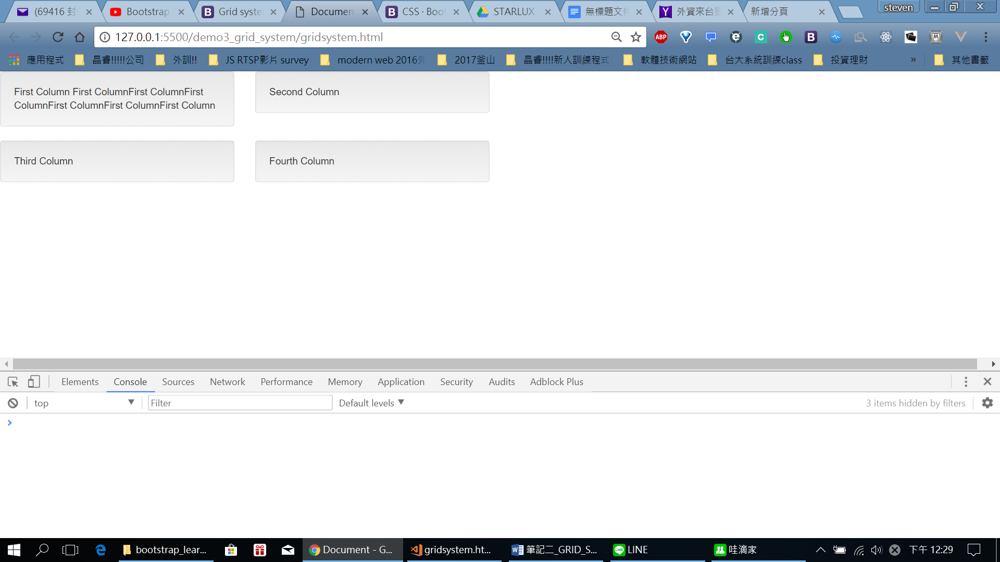 (69416 封
Bootstrap
Grid syste
Documen
CSS · Boot
STARLUX
無標題文件
外資來台獵
新增分頁
steven
127.0.0.1:5500/demo3_grid_system/gridsystem.html
ABP
應用程式
晶睿!!!!!公司
外訓!!
JS RTSP影片 survey
modern web 2016外
2017釜山
晶睿!!!!新人訓練程式
軟體技術網站
台大系統訓練class
投資理財
»
其他書籤
First Column First ColumnFirst ColumnFirst
ColumnFirst ColumnFirst ColumnFirst Column
Second Column
Third Column
Fourth Column
Elements
Console
Sources
Network
Performance
Memory
Application
Security
Audits
Adblock Plus
top
Filter
Default levels
3 items hidden by filters
bootstrap_lear...
Document - G...
gridsystem.ht...
筆記二_GRID_S...
LINE
哇滴家
下午 12:29